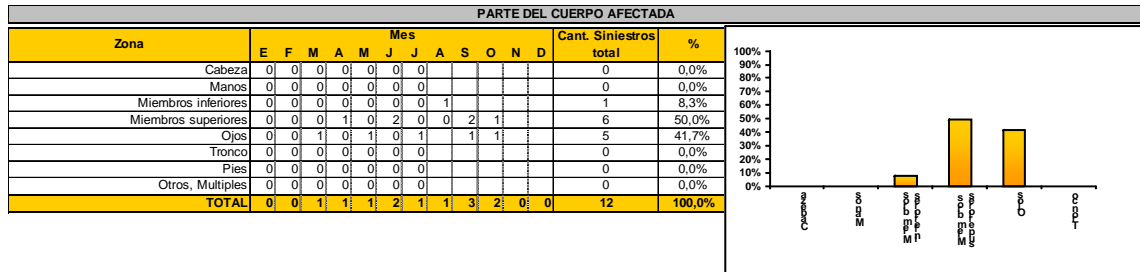 PARTE DEL CUERPO AFECTADA
Zona Mes Cant. Siniestros total %
E F M A M J J A S O N D
Cabeza 0 0 0 0 0 0 0 0 0,0%
Manos 0 0 0 0 0 0 0 0 0,0%
Miembros inferiores 0 0 0 0 0 0 0 1 1 8,3%
Miembros superiores 0 0 0 1 0 2 0 0 2 1 6 50,0%
Ojos 0 0 1 0 1 0 1 1 1 5 41,7%
Tronco 0 0 0 0 0 0 0 0 0,0%
Pies 0 0 0 0 0 0 0 0 0,0%
Otros, Multiples 0 0 0 0 0 0 0 0 0,0%
TOTAL 0 0 1 1 1 2 1 1 3 2 0 0 12 100,0%
100%
90%
80%
70%
60%
50%
40%
30%
20%
10%
0%
Cabeza
Manos
Miembros
Miembros superiores
Ojos